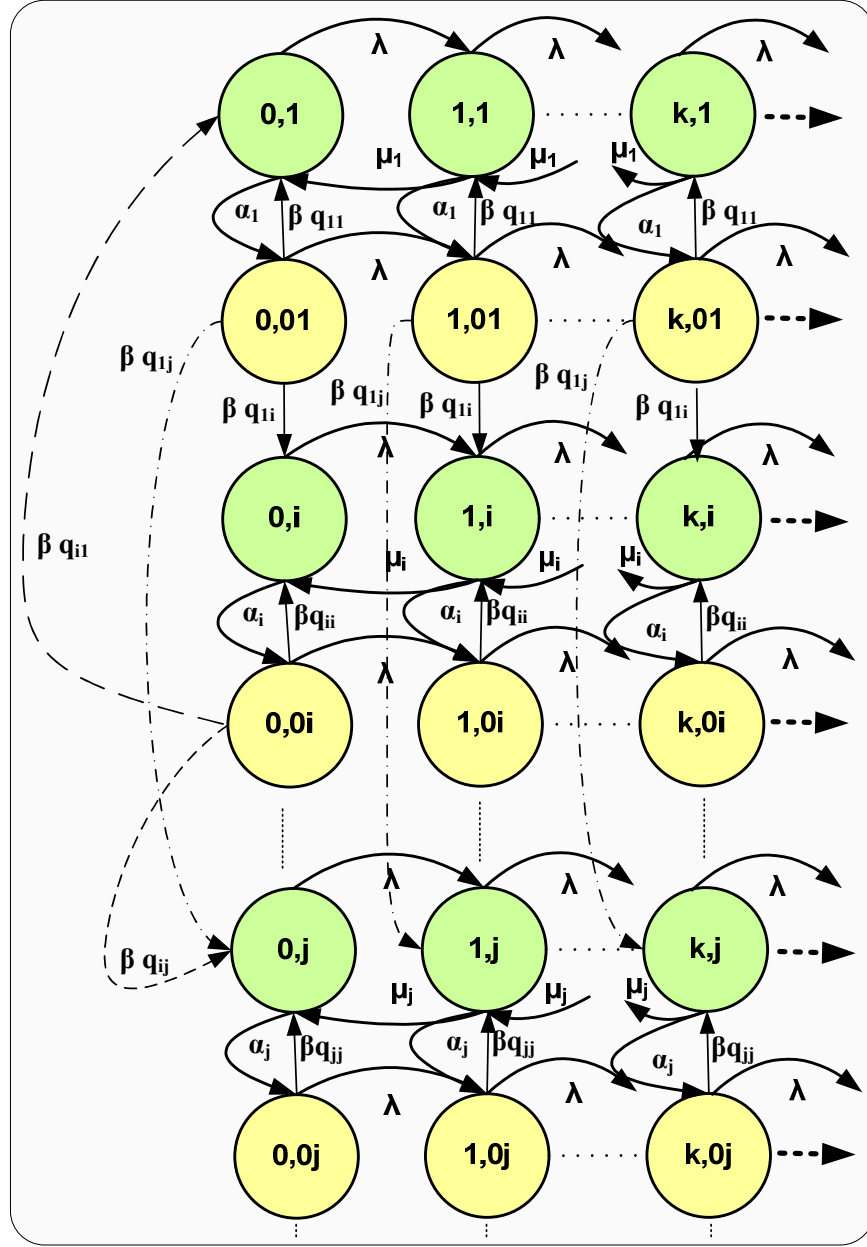 λ λ λ
0,1 1,1 k,1
μ₁ μ₁ μ₁
α₁ β q₁₁ α₁ β q₁₁ α₁ β q₁₁
λ λ λ
0,01 1,01 k,01
β q₁ⱼ β q₁ⱼ β q₁ⱼ
β q₁ᵢ β q₁ᵢ β q₁ᵢ
λ λ λ
0,i 1,i k,i
β qᵢ₁ μᵢ μᵢ μᵢ
αᵢ βqᵢᵢ αᵢ βqᵢᵢ αᵢ βqᵢᵢ
λ λ λ
0,0i 1,0i k,0i
λ λ λ
0,j 1,j k,j
β qᵢⱼ
μⱼ μⱼ μⱼ
αⱼ βqⱼⱼ αⱼ βqⱼⱼ αⱼ βqⱼⱼ
λ λ λ
0,0j 1,0j k,0j